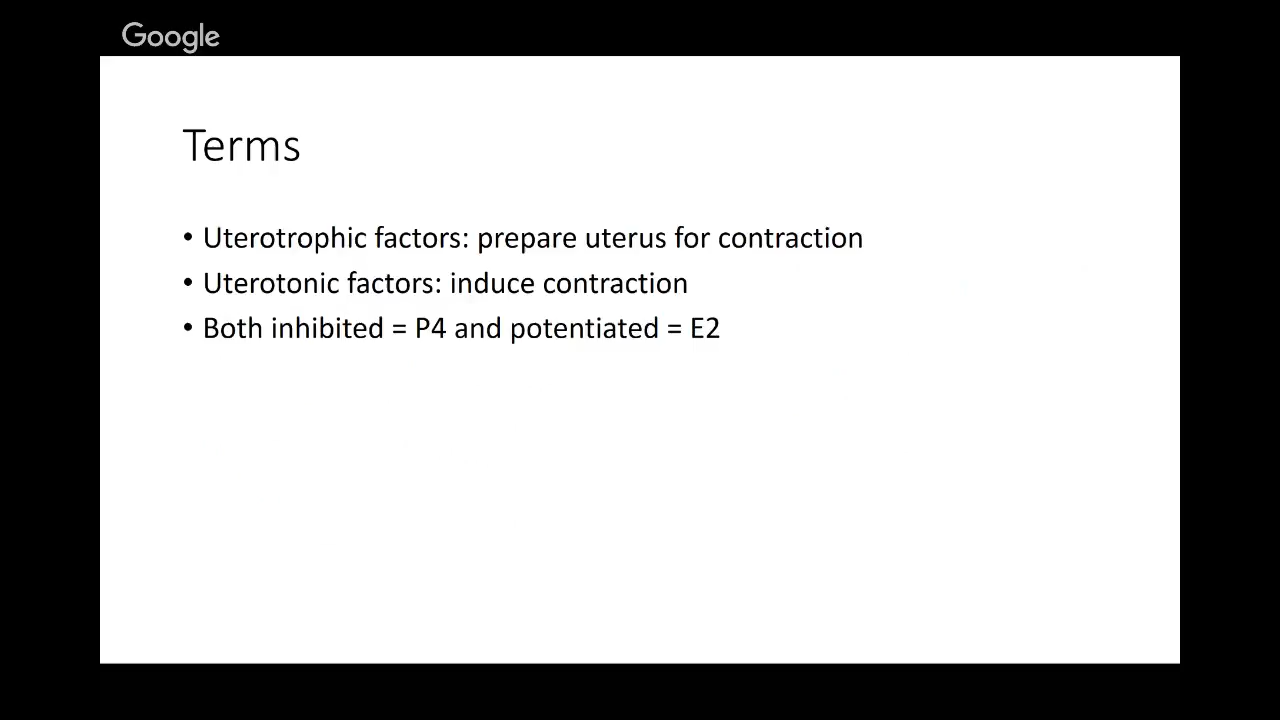 Google
Terms
• Uterotrophic factors: prepare uterus for contraction
• Uterotonic factors: induce contraction
• Both inhibited = P4 and potentiated = E2